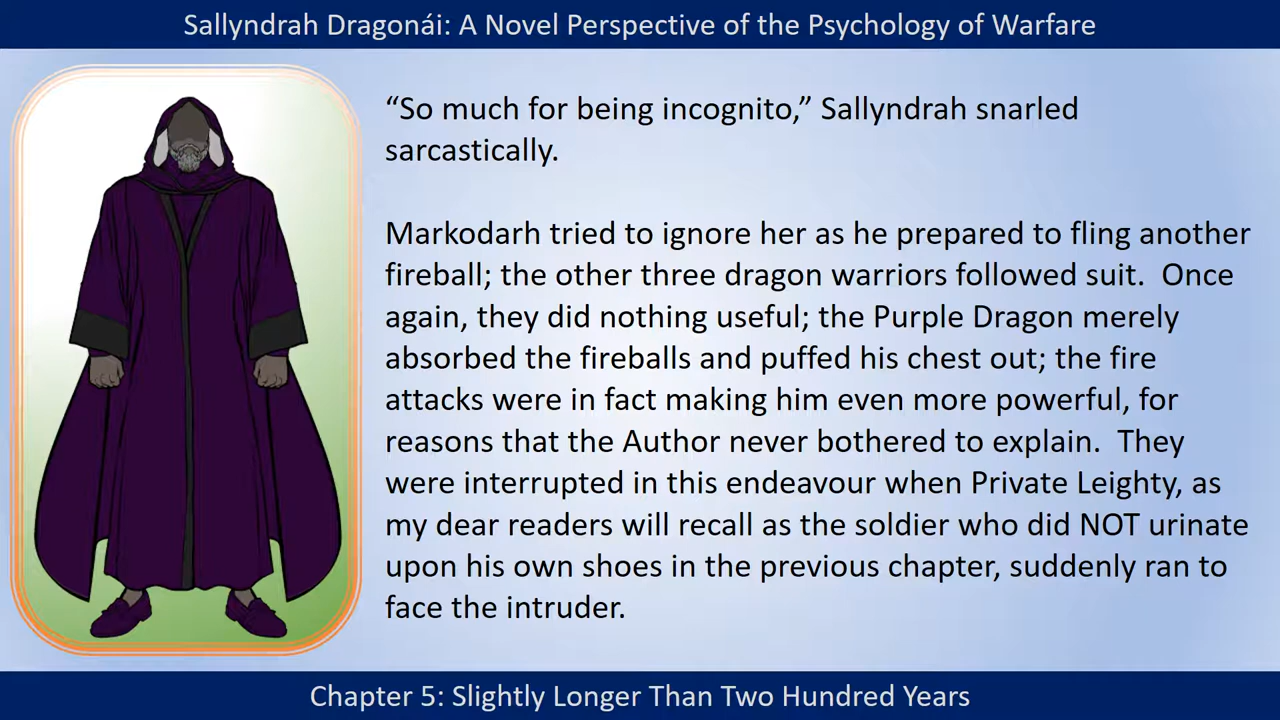 Sallyndrah Dragonái: A Novel Perspective of the Psychology of Warfare
“So much for being incognito,” Sallyndrah snarled
sarcastically.
Markodarh tried to ignore her as he prepared to fling another
fireball; the other three dragon warriors followed suit.  Once
again, they did nothing useful; the Purple Dragon merely
absorbed the fireballs and puffed his chest out; the fire
attacks were in fact making him even more powerful, for
reasons that the Author never bothered to explain.  They
were interrupted in this endeavour when Private Leighty, as
my dear readers will recall as the soldier who did NOT urinate
upon his own shoes in the previous chapter, suddenly ran to
face the intruder.
Chapter 5: Slightly Longer Than Two Hundred Years